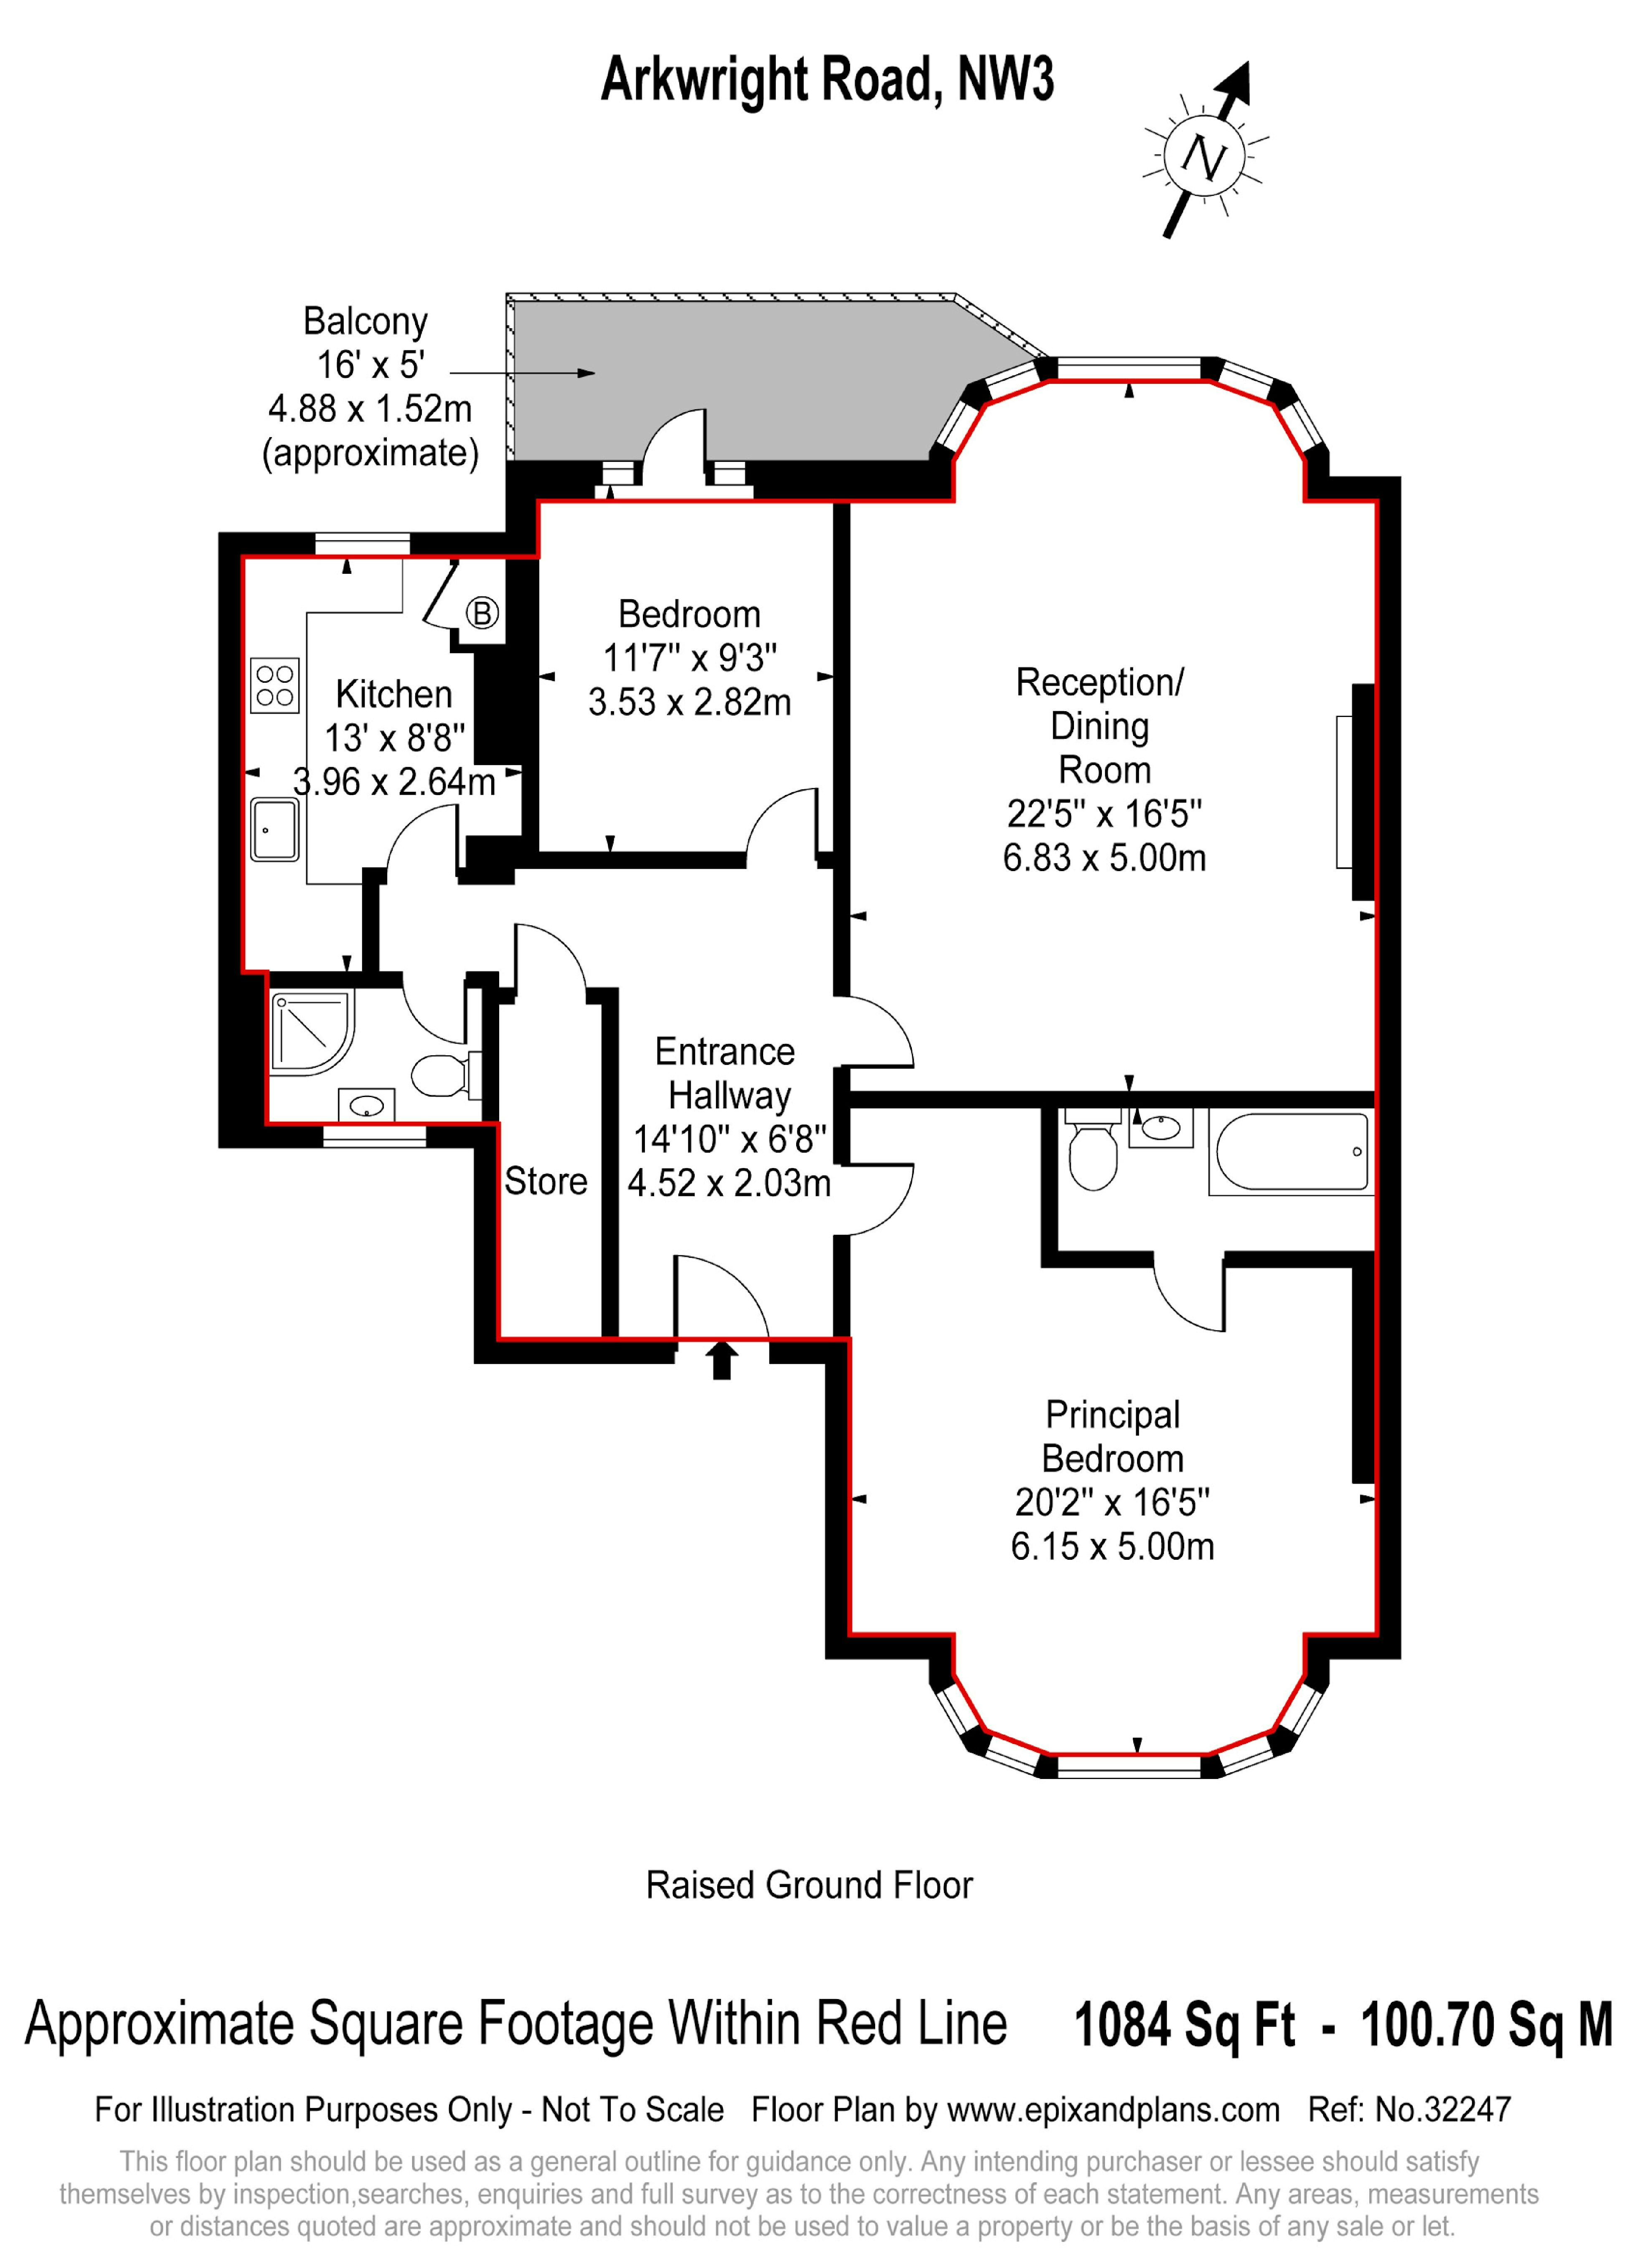 Arkwright Road, NW3
N
Balcony
16' x 5'
4.88 x 1.52m
(approximate)
B
Bedroom
11'7" x 9'3"
3.53 x 2.82m
Kitchen
13' x 8'8"
3.96 x 2.64m
Reception/
Dining
Room
22'5" x 16'5"
6.83 x 5.00m
Entrance
Hallway
14'10" x 6'8"
4.52 x 2.03m
Store
Principal
Bedroom
20'2" x 16'5"
6.15 x 5.00m
Raised Ground Floor
Approximate Square Footage Within Red Line 1084 Sq Ft - 100.70 Sq M
For Illustration Purposes Only - Not To Scale Floor Plan by www.epixandplans.com Ref: No.32247
This floor plan should be used as a general outline for guidance only. Any intending purchaser or lessee should satisfy
themselves by inspection,searches, enquiries and full survey as to the correctness of each statement. Any areas, measurements
or distances quoted are approximate and should not be used to value a property or be the basis of any sale or let.